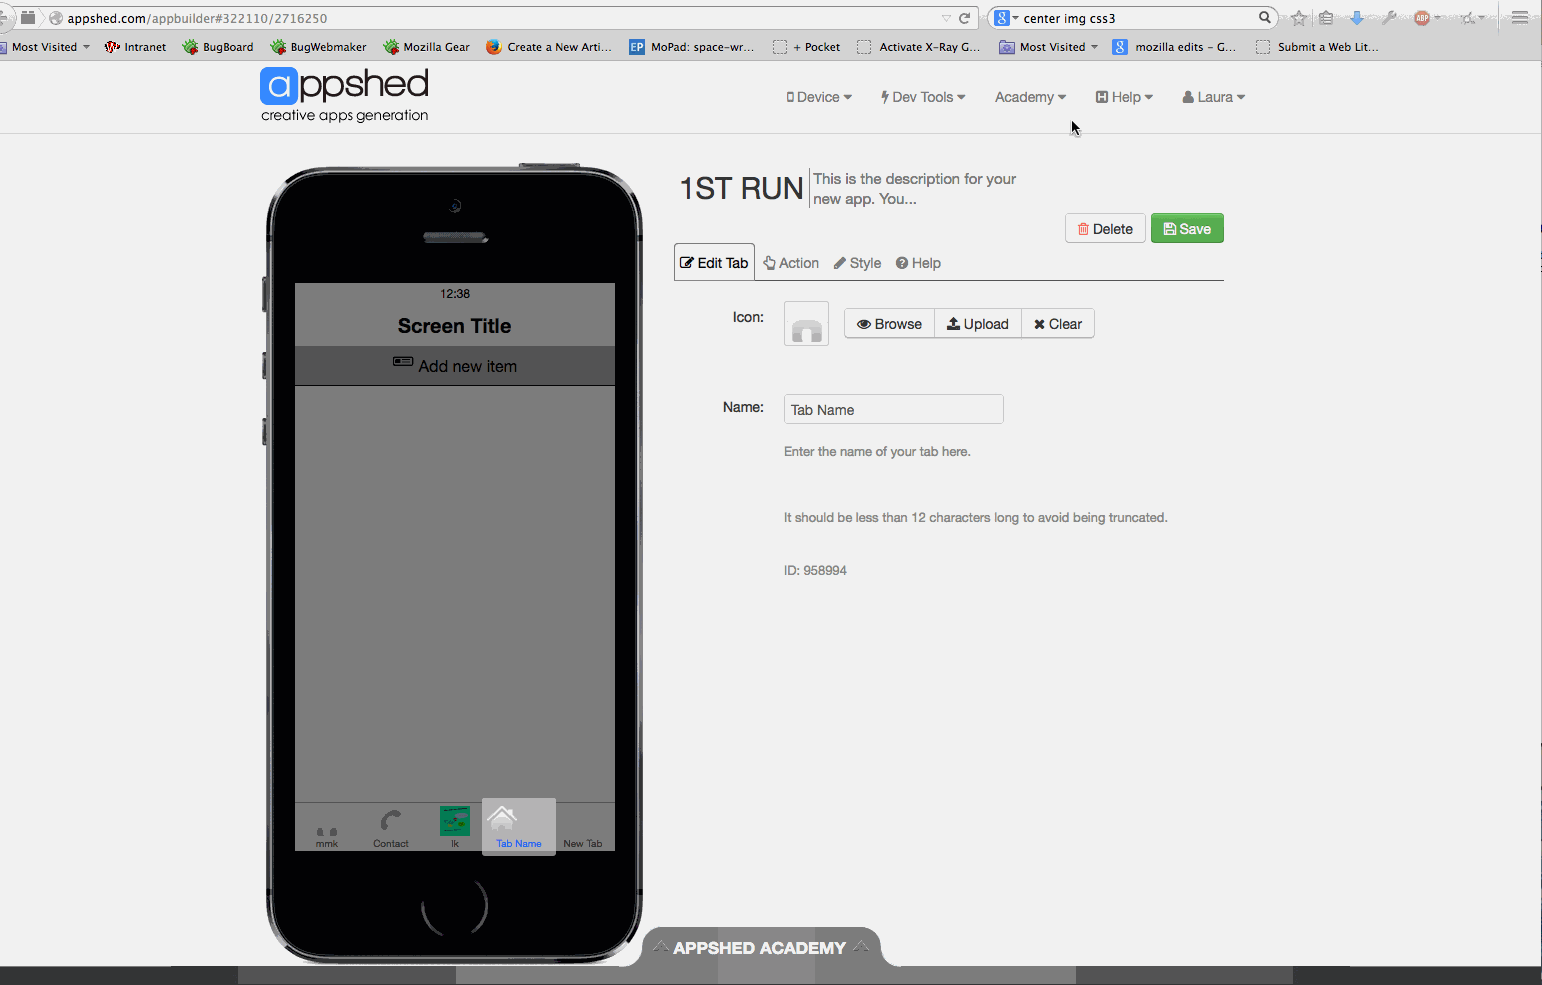 appshed.com/appbuilder#322110/2716250
center img css3
Most Visited
Intranet
BugBoard
BugWebmaker
Mozilla Gear
Create a New Arti...
EP MoPad: space-wr...
+ Pocket
Activate X-Ray G...
Most Visited
8 mozilla edits - G...
Submit a Web Lit...
appshed
creative apps generation
Device
Dev Tools
Academy
Help
Laura
1ST RUN
This is the description for your
new app. You...
Delete
Save
Edit Tab
Action
Style
Help
Icon:
Browse
Upload
Clear
Name:
Tab Name
Enter the name of your tab here.
It should be less than 12 characters long to avoid being truncated.
ID: 958994
12:38
Screen Title
Add new item
mmk
Contact
lk
Tab Name
New Tab
APPSHED ACADEMY